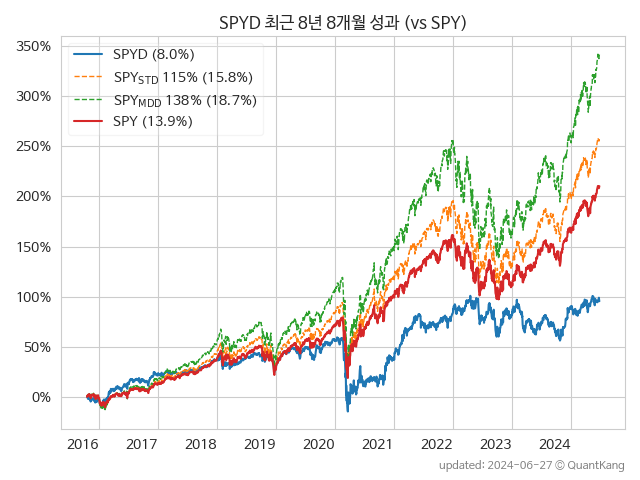 SPYD 최근 8년 8개월 성과 (vs SPY)
350%
300%
250%
200%
150%
100%
50%
0%
SPYD (8.0%)
SPY_STD 115% (15.8%)
SPY_MDD 138% (18.7%)
SPY (13.9%)
2016 2017 2018 2019 2020 2021 2022 2023 2024
updated: 2024-06-27 © QuantKang